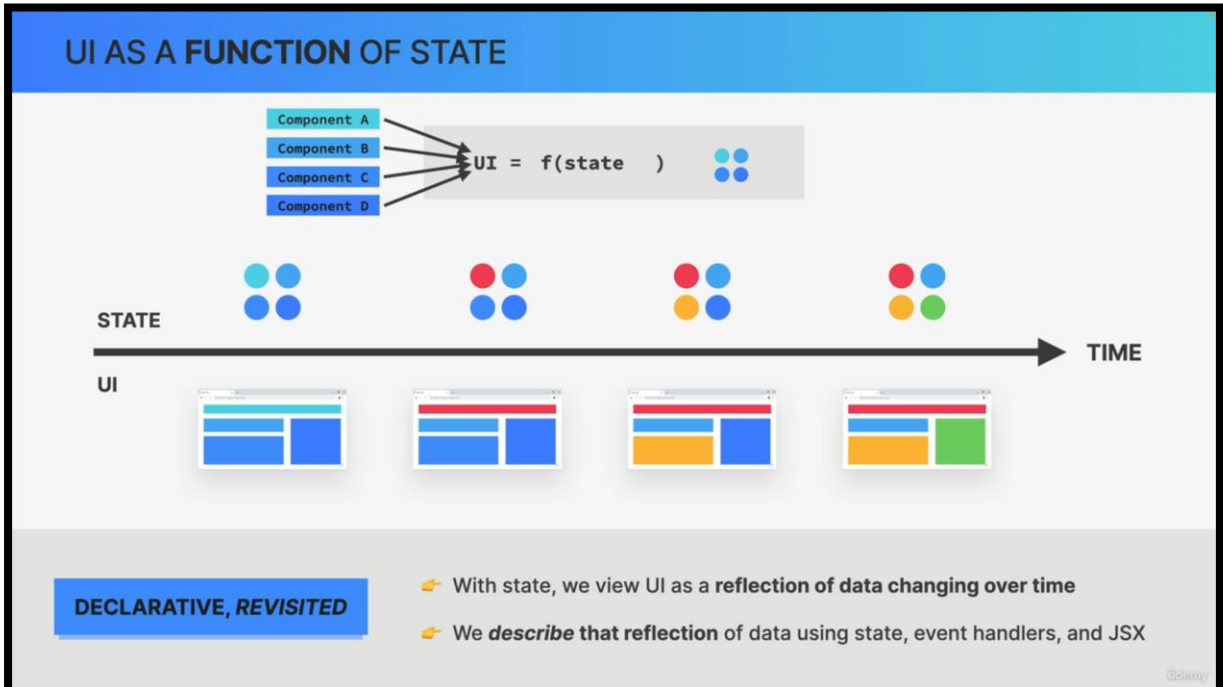 UI AS A FUNCTION OF STATE
Component A
Component B
Component C
Component D
UI = f(state )
STATE
TIME
UI
DECLARATIVE, REVISITED
👉 With state, we view UI as a reflection of data changing over time
👉 We describe that reflection of data using state, event handlers, and JSX
ûdemy